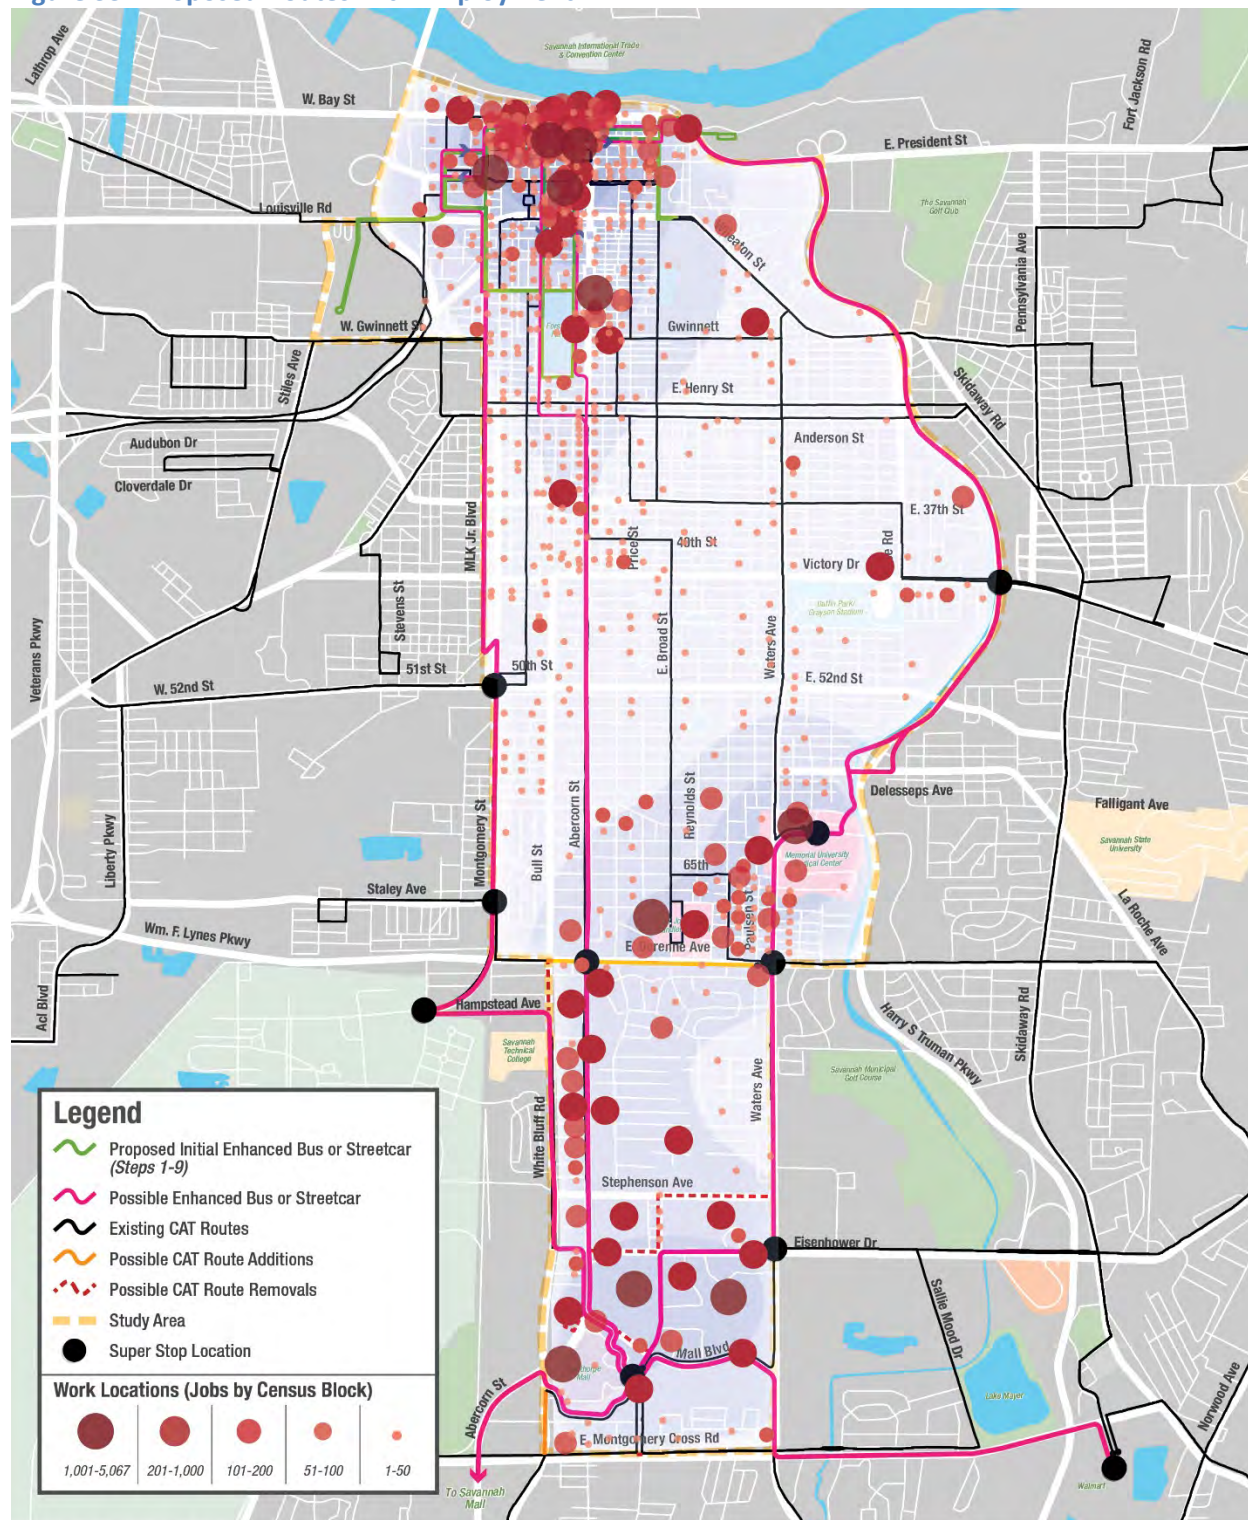 Savannah International Trade
& Convention Center
Lathrop Ave
W. Bay St
Fort Jackson Rd
E. President St
The Savannah
Golf Club
Louisville Rd
Wheaton St
Pennsylvania Ave
W. Gwinnett St
Gwinnett
Stiles Ave
E. Henry St
Skidaway Rd
Audubon Dr
Anderson St
Cloverdale Dr
E. 37th St
MLK Jr. Blvd
Price St
Victory Dr
Grayson Stadium
Stevens St
E. Broad St
Waters Ave
Veterans Pkwy
51st St
50th St
W. 52nd St
E. 52nd St
Delesseps Ave
Falligant Ave
Savannah State
University
Liberty Pkwy
Montgomery St
Bull St
Abercorn St
Reynolds St
65th
Memorial University
Medical Center
Staley Ave
Paulsen St
La Roche Ave
Wm. F. Lynes Pkwy
Acl Blvd
Hampstead Ave
Savannah
Technical
College
Harry S Truman Pkwy
Skidaway Rd
Savannah Municipal
Golf Course
Waters Ave
White Bluff Rd
Stephenson Ave
Eisenhower Dr
Sallie Mood Dr
Mall Blvd
Lake Mayer
Norwood Ave
Abercorn St
E. Montgomery Cross Rd
To Savannah
Mall
Walmart
Legend
Proposed Initial Enhanced Bus or Streetcar
(Steps 1-9)
Possible Enhanced Bus or Streetcar
Existing CAT Routes
Possible CAT Route Additions
Possible CAT Route Removals
Study Area
Super Stop Location
Work Locations (Jobs by Census Block)
1,001-5,067
201-1,000
101-200
51-100
1-50